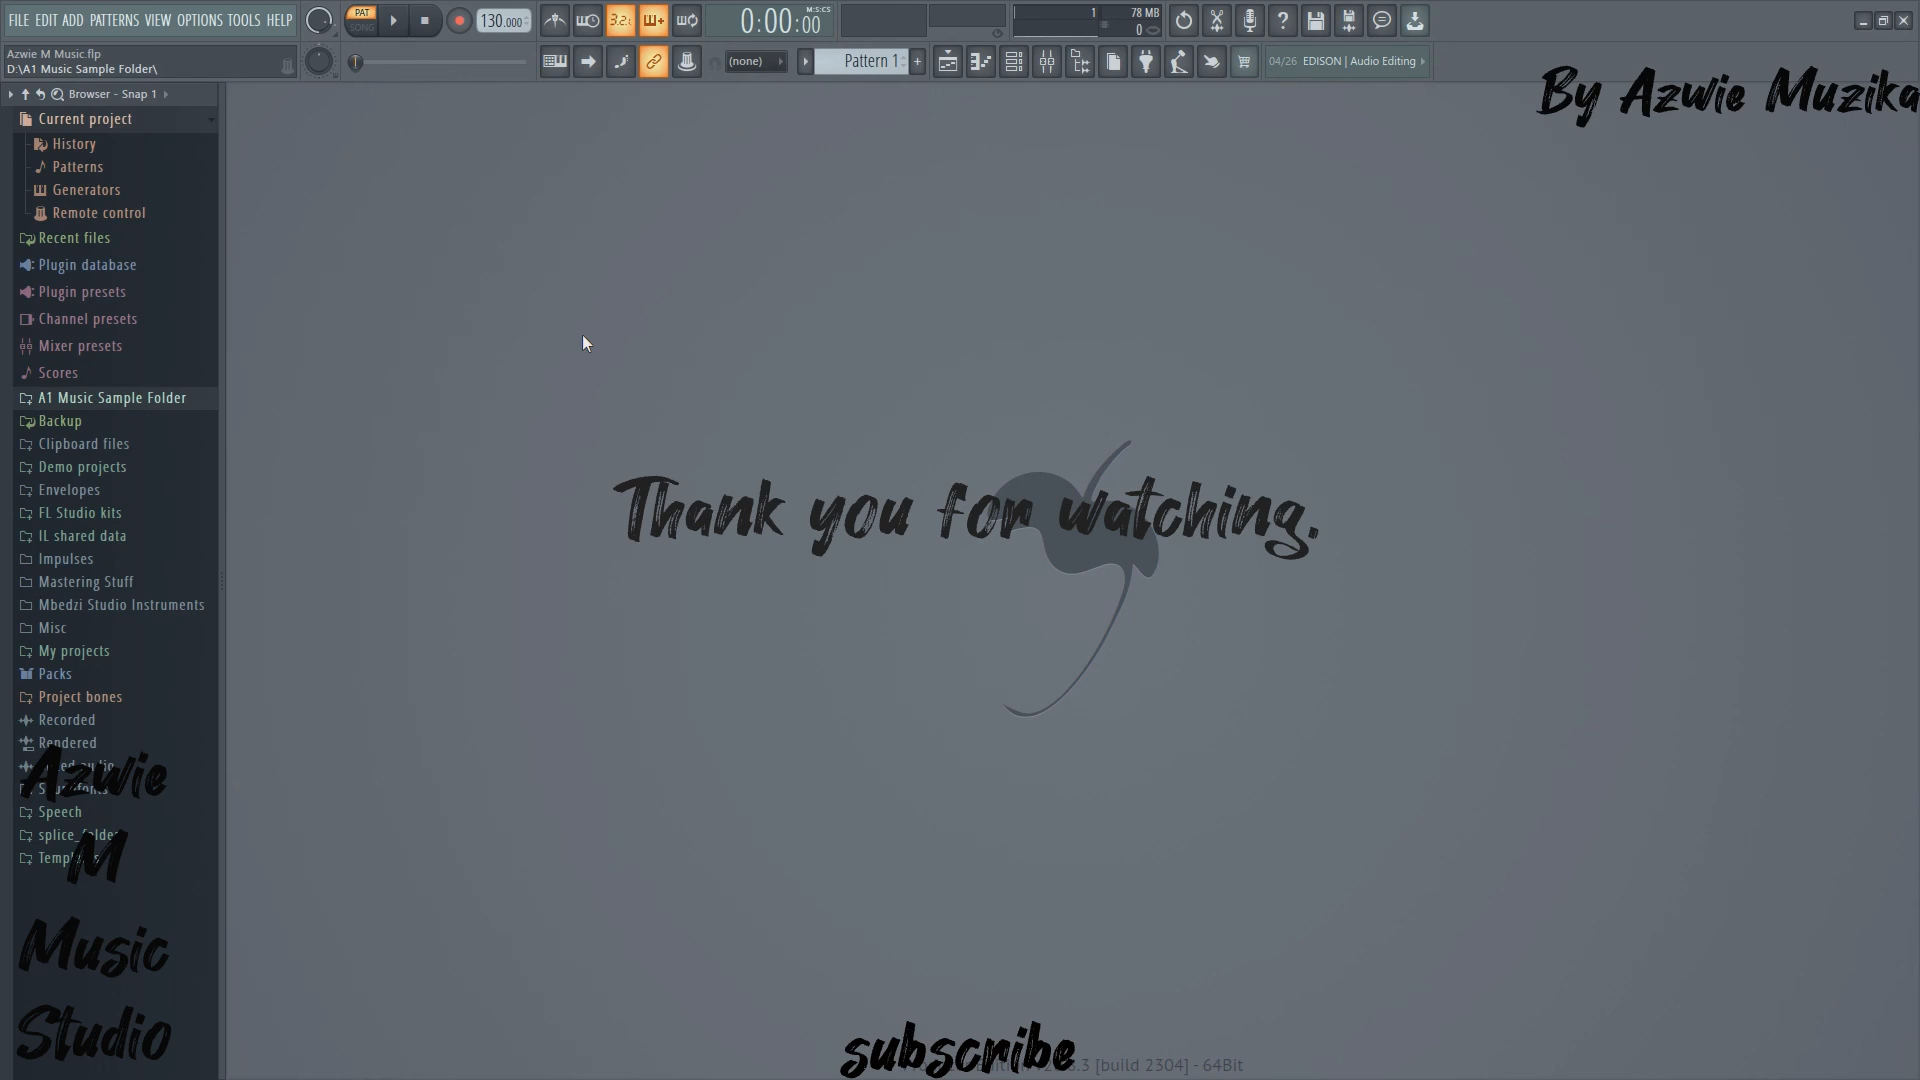 FILE EDIT ADD PATTERNS VIEW OPTIONS TOOLS HELP
PAT
SONG
130.000
3.2.
0:00:00
M:S:CS
1
78 MB
0
Azwie M Music.flp
D:\A1 Music Sample Folder\
(none)
Pattern 1
+
04/26 EDISON | Audio Editing
By Azwie Muzika
Browser - Snap 1
Current project
History
Patterns
Generators
Remote control
Recent files
Plugin database
Plugin presets
Channel presets
Mixer presets
Scores
A1 Music Sample Folder
Backup
Clipboard files
Demo projects
Envelopes
FL Studio kits
IL shared data
Impulses
Mastering Stuff
Mbedzi Studio Instruments
Misc
My projects
Packs
Project bones
Recorded
Rendered
Speech
Thank you for watching.
Azwie
M
Music
Studio
subscribe
[build 2304] - 64Bit